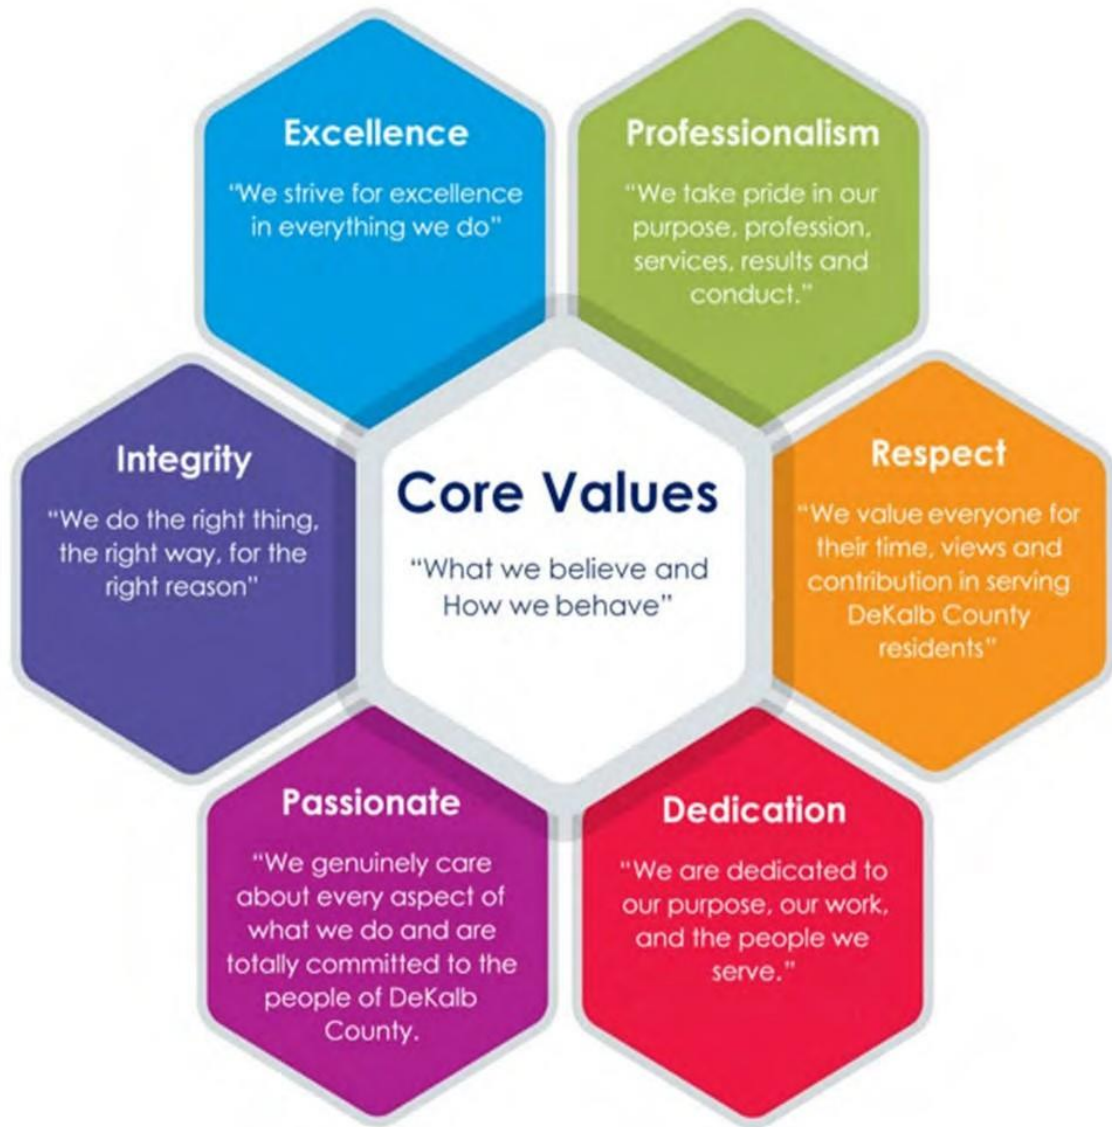 Excellence
"We strive for excellence
in everything we do"
Professionalism
"We take pride in our
purpose, profession,
services, results and
conduct."
Integrity
"We do the right thing,
the right way, for the
right reason"
Core Values
"What we believe and
How we behave"
Respect
"We value everyone for
their time, views and
contribution in serving
DeKalb County
residents"
Passionate
"We genuinely care
about every aspect of
what we do and are
totally committed to the
people of DeKalb
County.
Dedication
"We are dedicated to
our purpose, our work,
and the people we
serve."